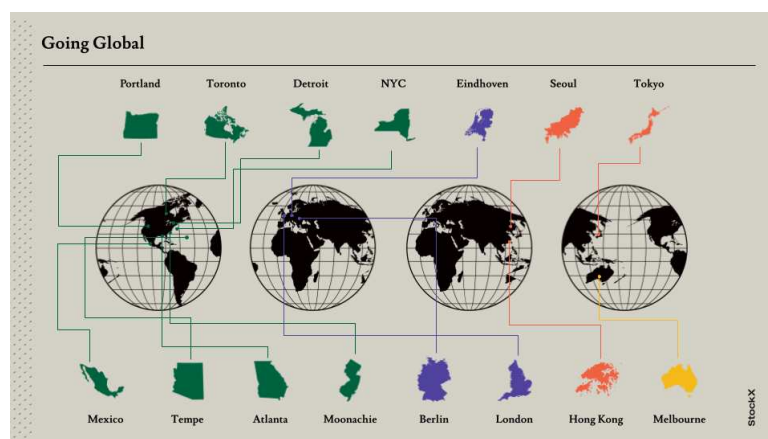 Going Global
Portland Toronto Detroit NYC Eindhoven Seoul Tokyo
Mexico Tempe Atlanta Moonachie Berlin London Hong Kong Melbourne
StockX